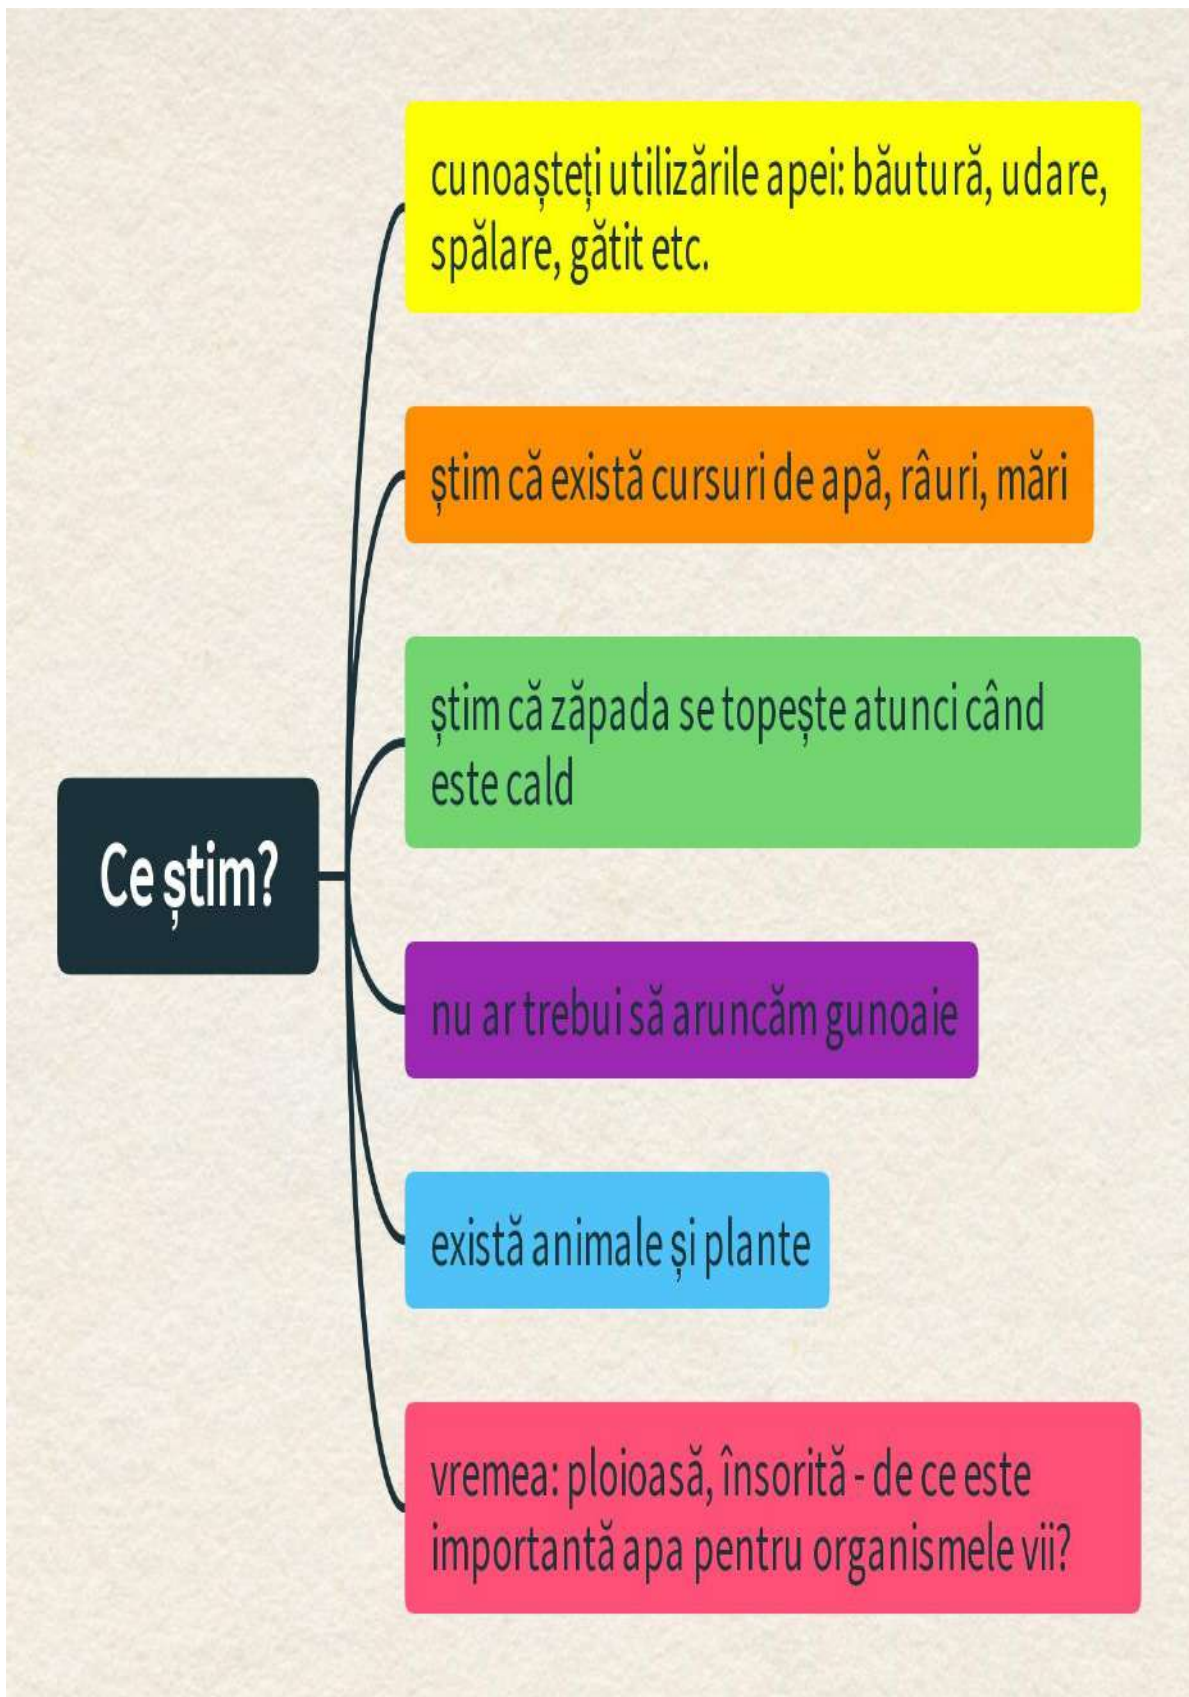 cunoașteți utilizările apei: băutură, udare,
spălare, gătit etc.
știm că există cursuri de apă, râuri, mări
știm că zăpada se topește atunci când
este cald
Ce știm?
nu ar trebui să aruncăm gunoaie
există animale și plante
vremea: ploioasă, însorită - de ce este
importantă apa pentru organismele vii?